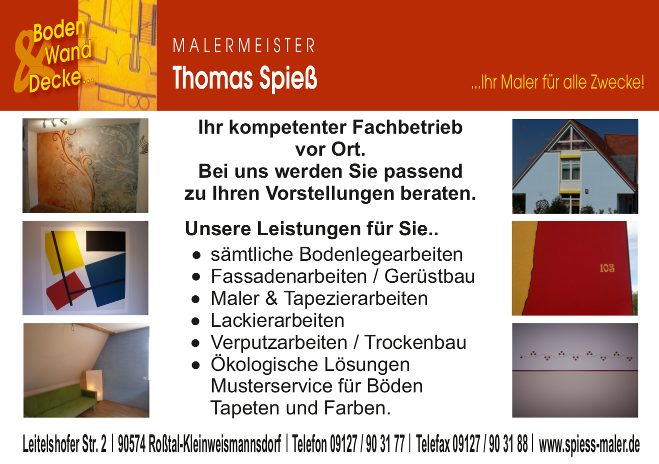 Boden
Wand
& Decke...
MALERMEISTER
Thomas Spieß
...Ihr Maler für alle Zwecke!
Ihr kompetenter Fachbetrieb
vor Ort.
Bei uns werden Sie passend
zu Ihren Vorstellungen beraten.
Unsere Leistungen für Sie..
● sämtliche Bodenlegearbeiten
● Fassadenarbeiten / Gerüstbau
● Maler & Tapezierarbeiten
● Lackierarbeiten
● Verputzarbeiten / Trockenbau
● Ökologische Lösungen
Musterservice für Böden
Tapeten und Farben.
103
Leitelshofer Str. 2 | 90574 Roßtal-Kleinweismannsdorf | Telefon 09127 / 90 31 77 | Telefax 09127 / 90 31 88 | www.spiess-maler.de